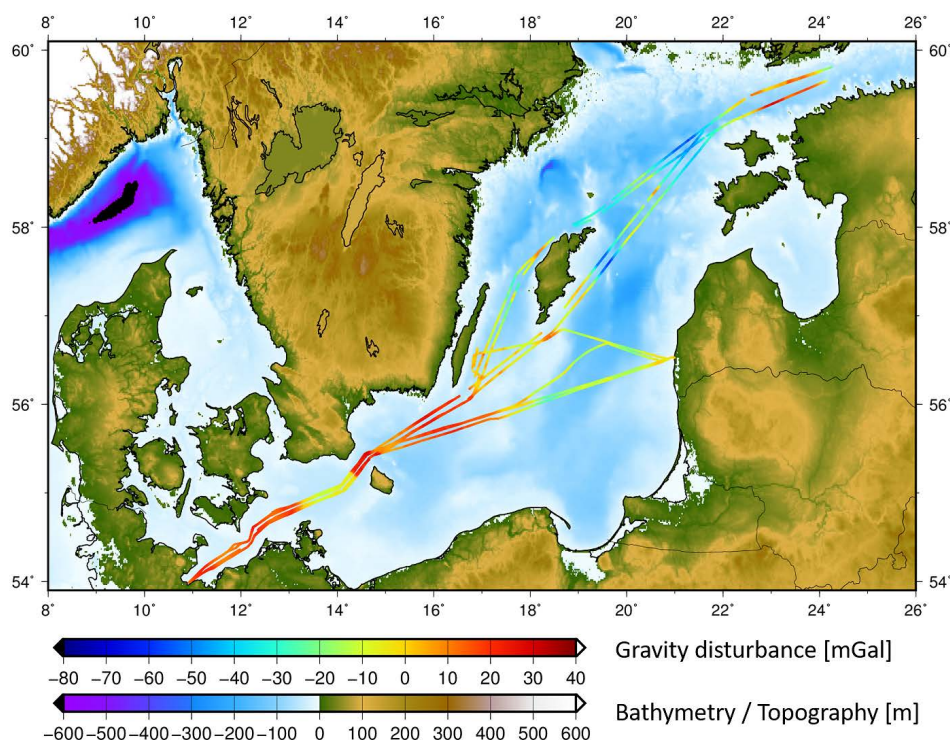 8° 10° 12° 14° 16° 18° 20° 22° 24° 26°
60° 60°
58° 58°
56° 56°
54° 54°
8° 10° 12° 14° 16° 18° 20° 22° 24° 26°
Gravity disturbance [mGal]
−80 −70 −60 −50 −40 −30 −20 −10 0 10 20 30 40
Bathymetry / Topography [m]
−600 −500 −400 −300 −200 −100 0 100 200 300 400 500 600